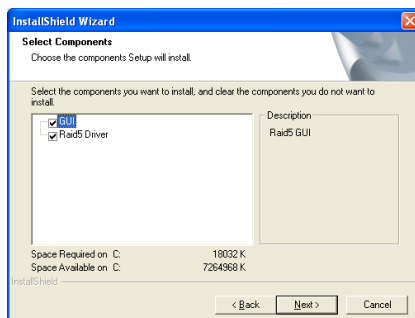 InstallShield Wizard
Select Components
Choose the components Setup will install.
Select the components you want to install, and clear the components you do not want to
install.
GUI
Raid5 Driver
Description
Raid5 GUI
Space Required on C: 18032 K
Space Available on C: 7264968 K
InstallShield
< Back
Next >
Cancel